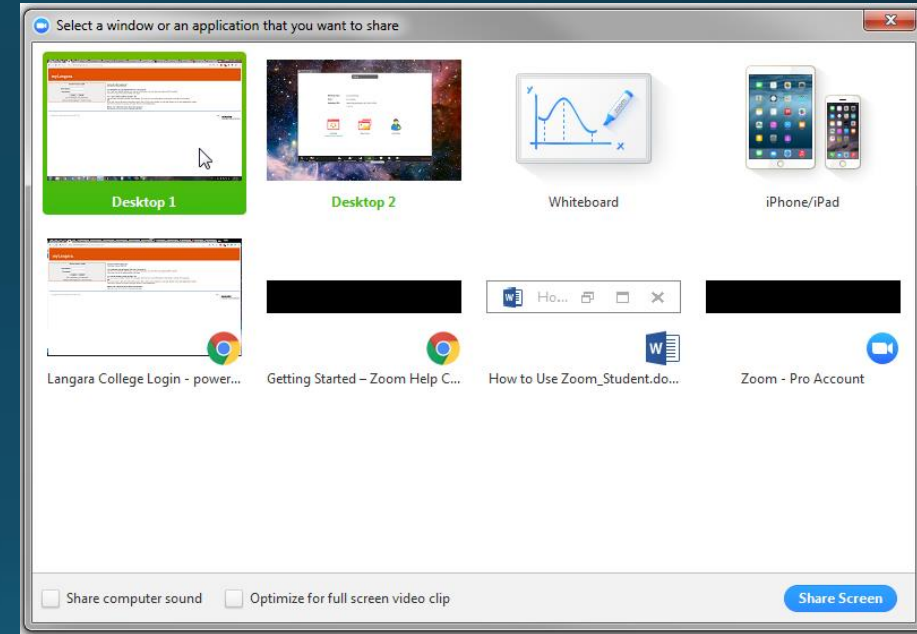 Select a window or an application that you want to share
myLangara
Desktop 1
Desktop 2
Whiteboard
iPhone/iPad
y
x
myLangara
W
Ho...
W
Langara College Login - power...
Getting Started – Zoom Help C...
How to Use Zoom_Student.do...
Zoom - Pro Account
Share computer sound
Optimize for full screen video clip
Share Screen